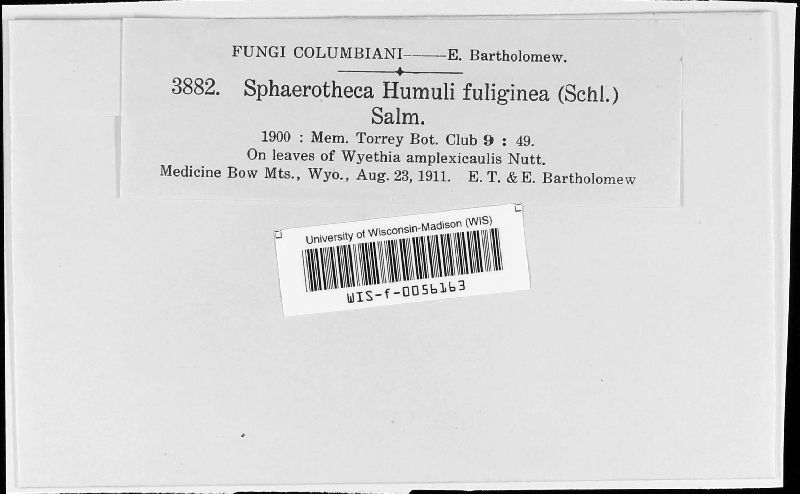 FUNGI COLUMBIANI——E. Bartholomew.
3882. Sphaerotheca Humuli fuliginea (Schl.)
Salm.
1900 : Mem. Torrey Bot. Club 9 : 49.
On leaves of Wyethia amplexicaulis Nutt.
Medicine Bow Mts., Wyo., Aug. 23, 1911. E. T. & E. Bartholomew
University of Wisconsin-Madison (WIS)
WIS-f-0056163